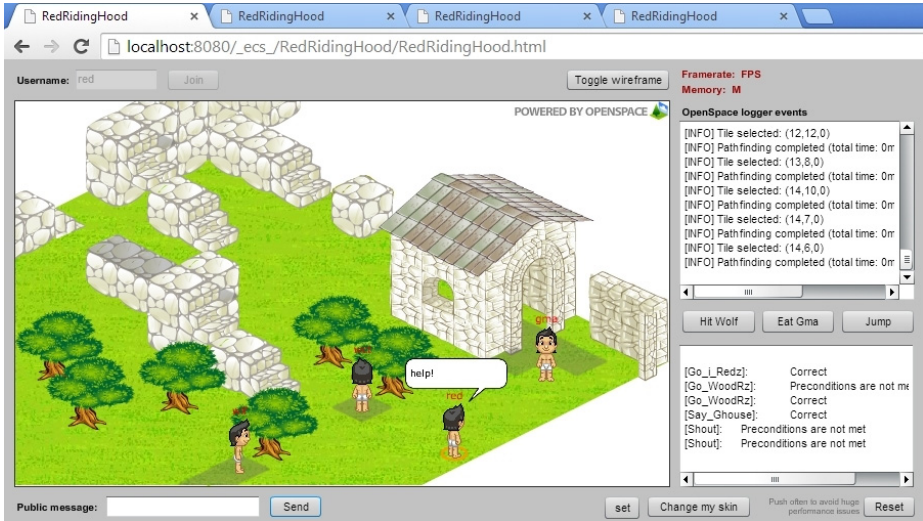 RedRidingHood × RedRidingHood × RedRidingHood × RedRidingHood ×
localhost:8080/_ecs_/RedRidingHood/RedRidingHood.html
Username: red Join
Toggle wireframe
Framerate: FPS
Memory: M
POWERED BY OPENSPACE
OpenSpace logger events
[INFO] Tile selected: (12,12,0)
[INFO] Pathfinding completed (total time: 0m
[INFO] Tile selected: (13,8,0)
[INFO] Pathfinding completed (total time: 0m
[INFO] Tile selected: (14,10,0)
[INFO] Pathfinding completed (total time: 0m
[INFO] Tile selected: (14,7,0)
[INFO] Pathfinding completed (total time: 0m
[INFO] Tile selected: (14,6,0)
[INFO] Pathfinding completed (total time: 0m
Hit Wolf Eat Gma Jump
gma
help!
red
[Go_i_Redz]: Correct
[Go_WoodRz]: Preconditions are not me
[Go_WoodRz]: Correct
[Say_Ghouse]: Correct
[Shout]: Preconditions are not met
[Shout]: Preconditions are not met
Public message: Send
set Change my skin
Push often to avoid huge
performance issues
Reset